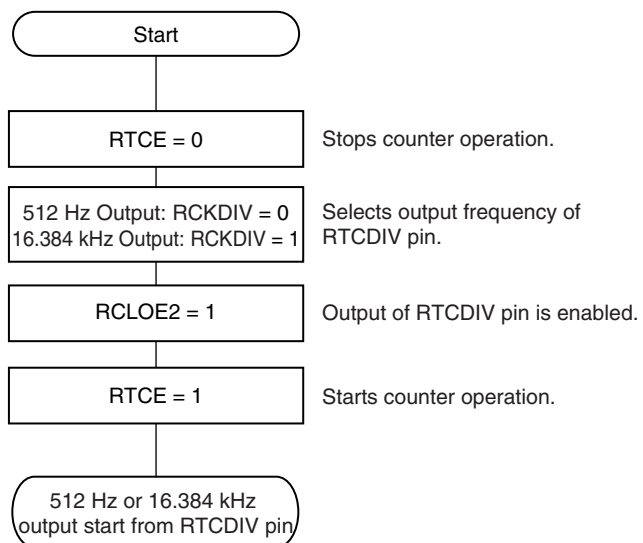 Start
RTCE = 0
Stops counter operation.
512 Hz Output: RCKDIV = 0
16.384 kHz Output: RCKDIV = 1
Selects output frequency of
RTCDIV pin.
RCLOE2 = 1
Output of RTCDIV pin is enabled.
RTCE = 1
Starts counter operation.
512 Hz or 16.384 kHz
output start from RTCDIV pin